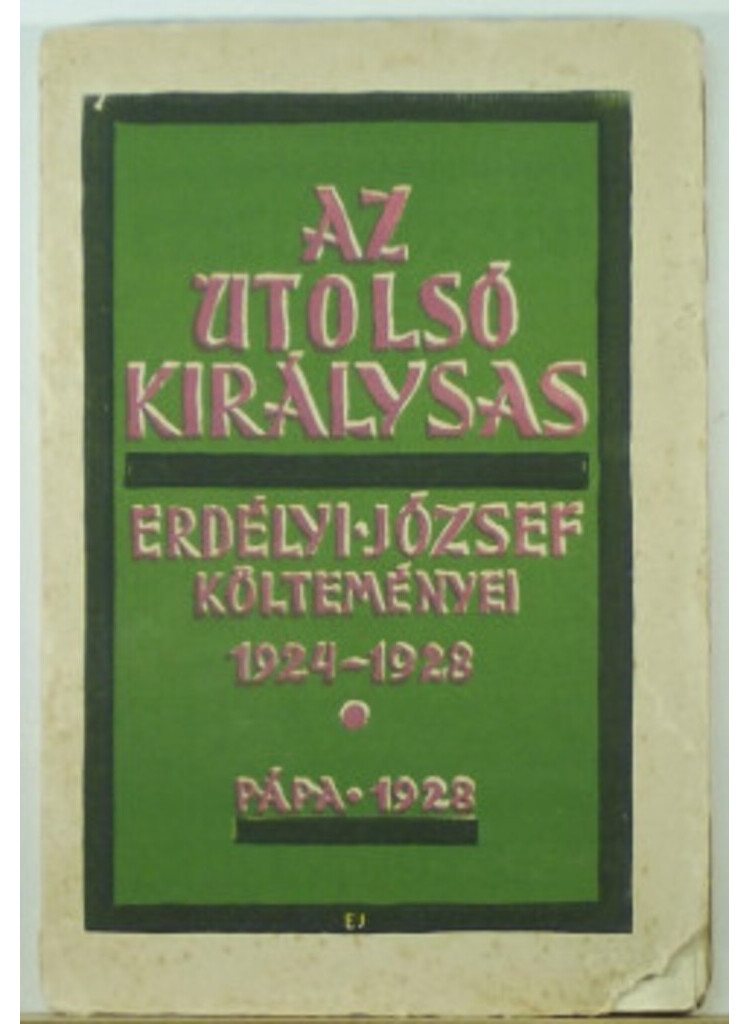 AZ
UTOLSÓ
KIRÁLYSAS
ERDÉLYI·JÓZSEF
KÖLTEMÉNYEI
1924-1928
PÁPA·1928
EJ